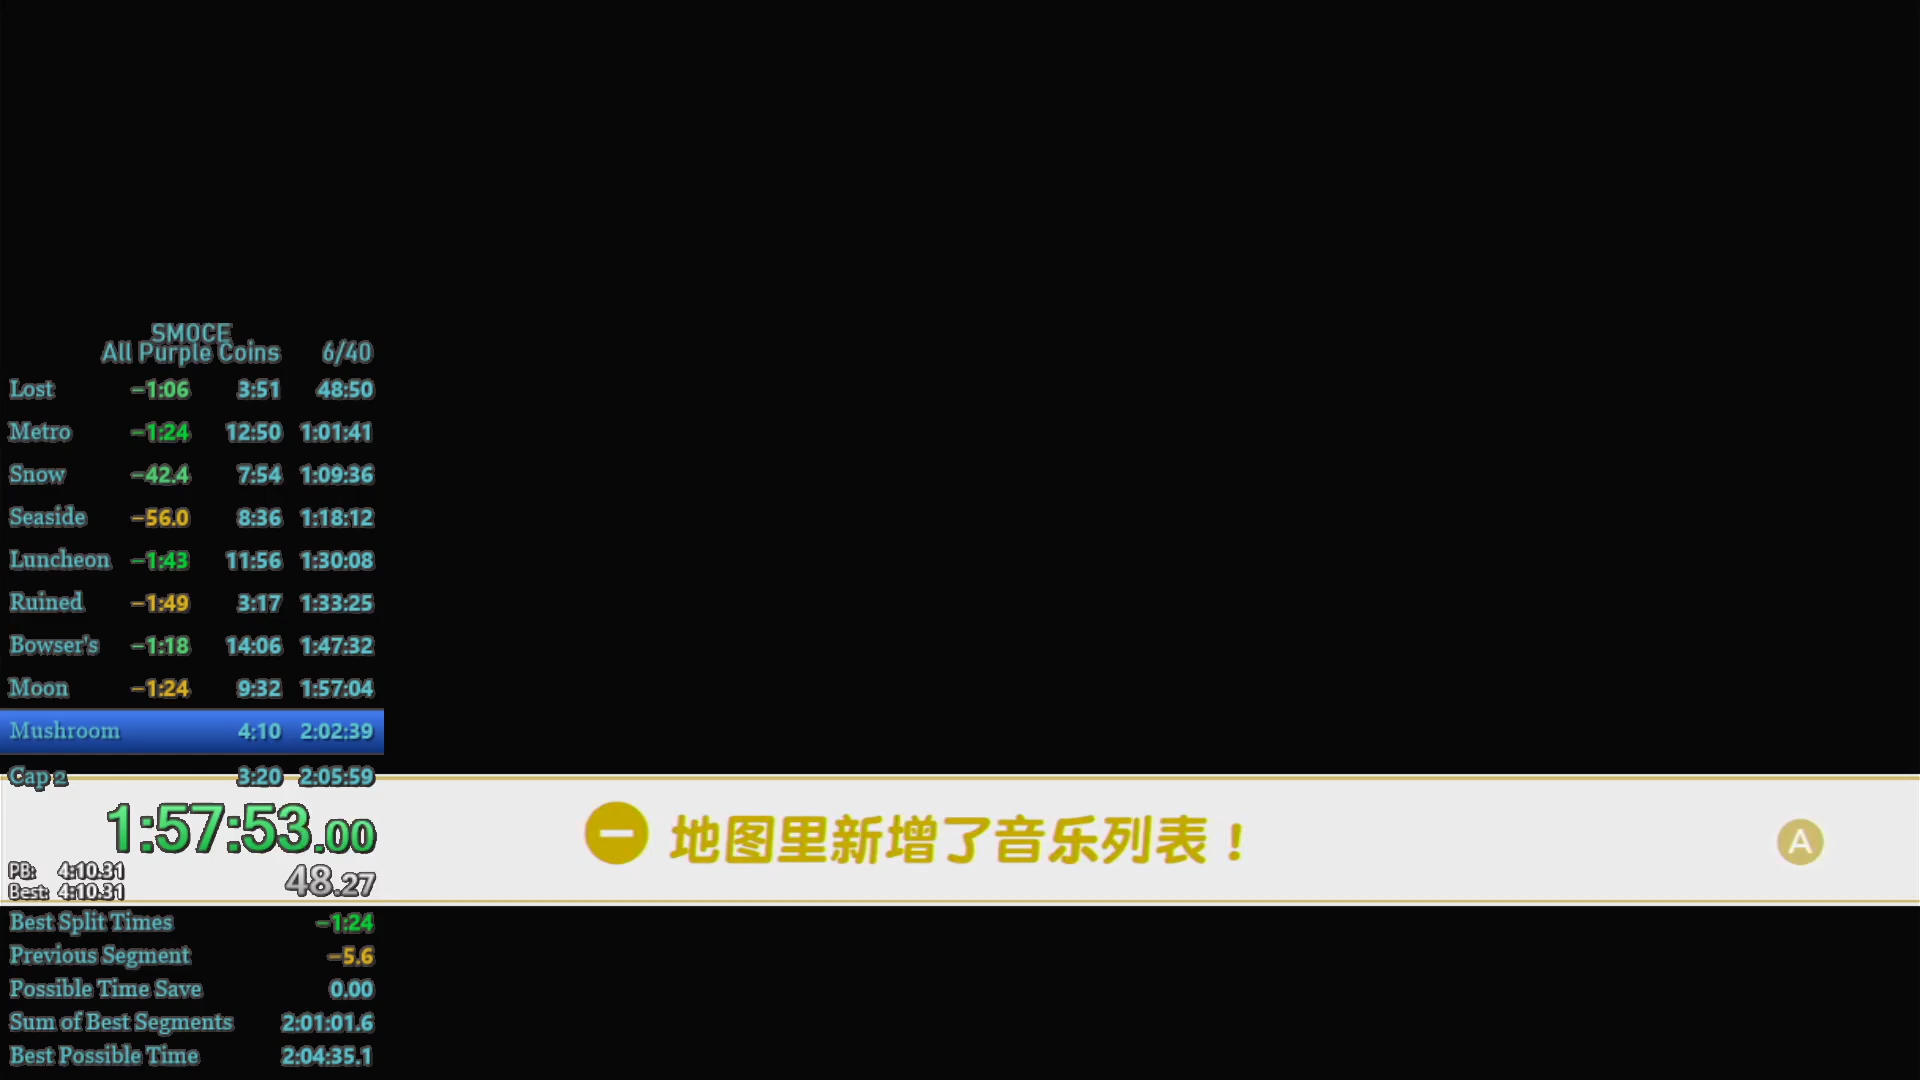 SMOCE
All Purple Coins 6/40
Lost −1:06 3:51 48:50
Metro −1:24 12:50 1:01:41
Snow −42.4 7:54 1:09:36
Seaside −56.0 8:36 1:18:12
Luncheon −1:43 11:56 1:30:08
Ruined −1:49 3:17 1:33:25
Bowser's −1:18 14:06 1:47:32
Moon −1:24 9:32 1:57:04
Mushroom 4:10 2:02:39
Cap 2 3:20 2:05:59
1:57:53.00
地图里新增了音乐列表！
A
PB: 4:10.31
Best: 4:10.31
48.27
Best Split Times −1:24
Previous Segment −5.6
Possible Time Save 0.00
Sum of Best Segments 2:01:01.6
Best Possible Time 2:04:35.1